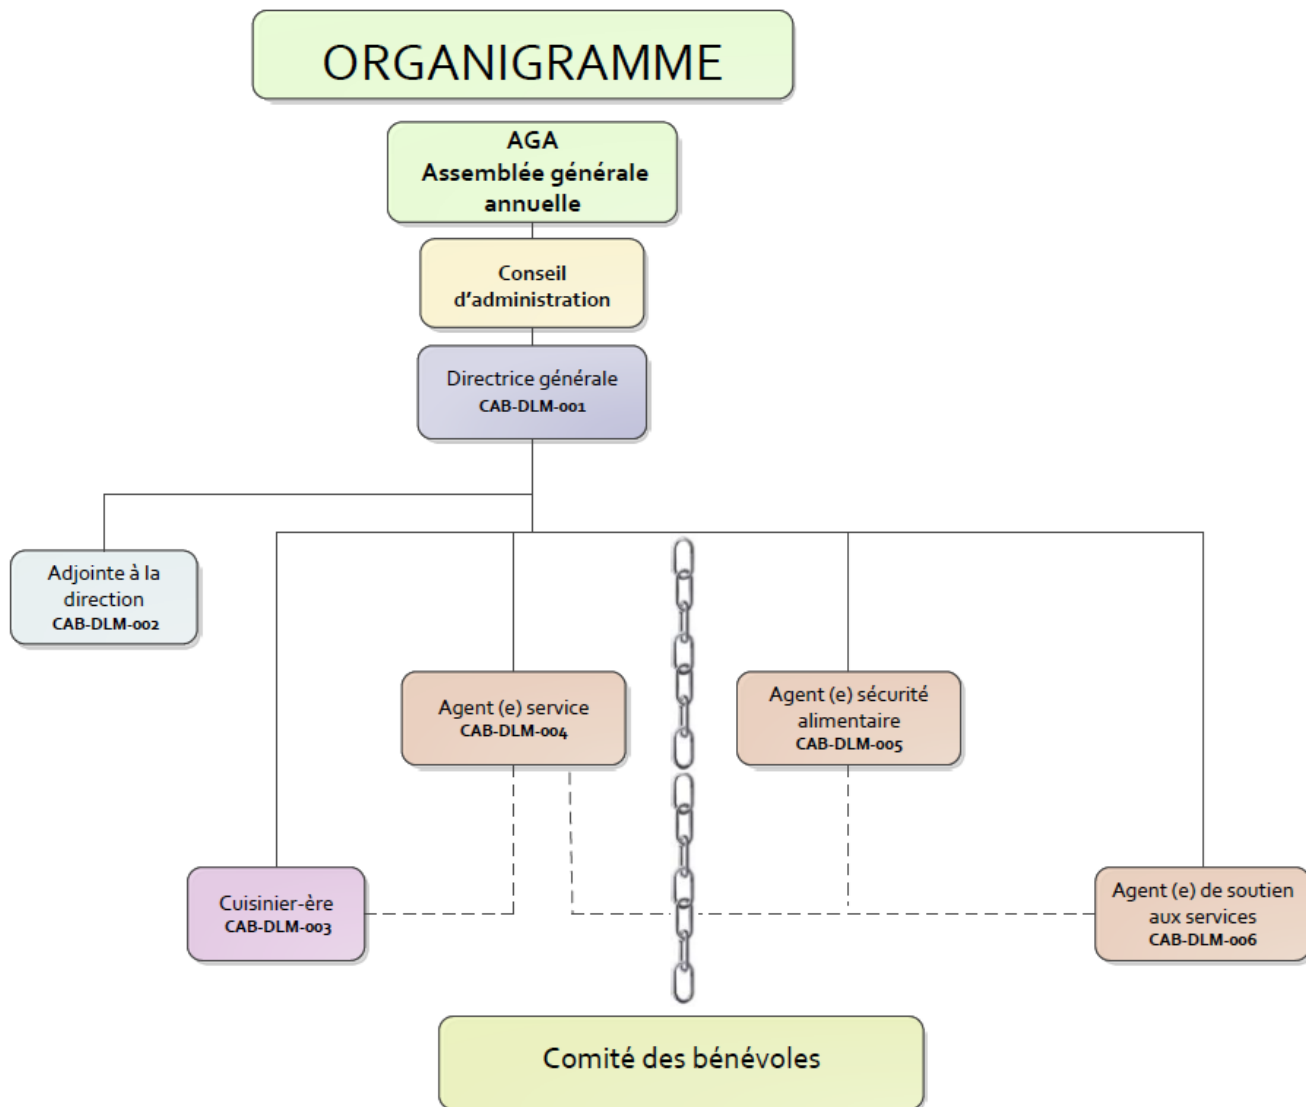 ORGANIGRAMME
AGA
Assemblée générale
annuelle
Conseil
d’administration
Directrice générale
CAB-DLM-001
Adjointe à la
direction
CAB-DLM-002
Agent (e) service
CAB-DLM-004
Agent (e) sécurité
alimentaire
CAB-DLM-005
Cuisinier-ère
CAB-DLM-003
Agent (e) de soutien
aux services
CAB-DLM-006
Comité des bénévoles